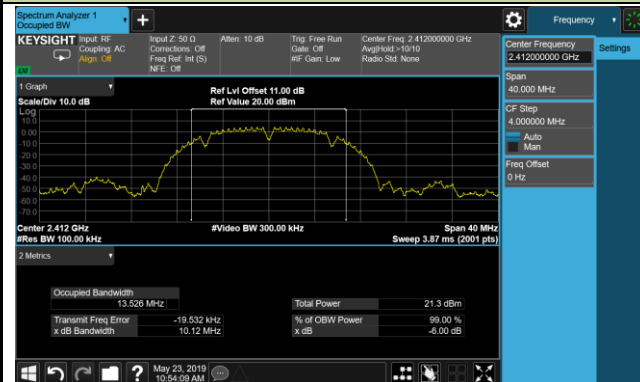 Spectrum Analyzer 1
Occupied BW
Frequency
KEYSIGHT
Input: RF
Coupling: AC
Align: Off
Input Z: 50 Ω
Corrections: Off
Freq Ref: Int (S)
NFE: Off
Atten: 10 dB
Trig: Free Run
Gate: Off
#IF Gain: Low
Center Freq: 2.412000000 GHz
Avg|Hold:>10/10
Radio Std: None
Center Frequency
2.412000000 GHz
Settings
Span
40.000 MHz
CF Step
4.000000 MHz
Auto
Man
Freq Offset
0 Hz
1 Graph
Scale/Div 10.0 dB
Ref Lvl Offset 11.00 dB
Ref Value 20.00 dBm
Log
10.0
0.00
-10.0
-20.0
-30.0
-40.0
-50.0
-60.0
-70.0
Center 2.412 GHz
#Video BW 300.00 kHz
Span 40 MHz
#Res BW 100.00 kHz
Sweep 3.87 ms (2001 pts)
2 Metrics
Occupied Bandwidth
13.526 MHz
Total Power 21.3 dBm
Transmit Freq Error -19.532 kHz
% of OBW Power 99.00 %
x dB Bandwidth 10.12 MHz
x dB -6.00 dB
May 23, 2019
10:54:09 AM